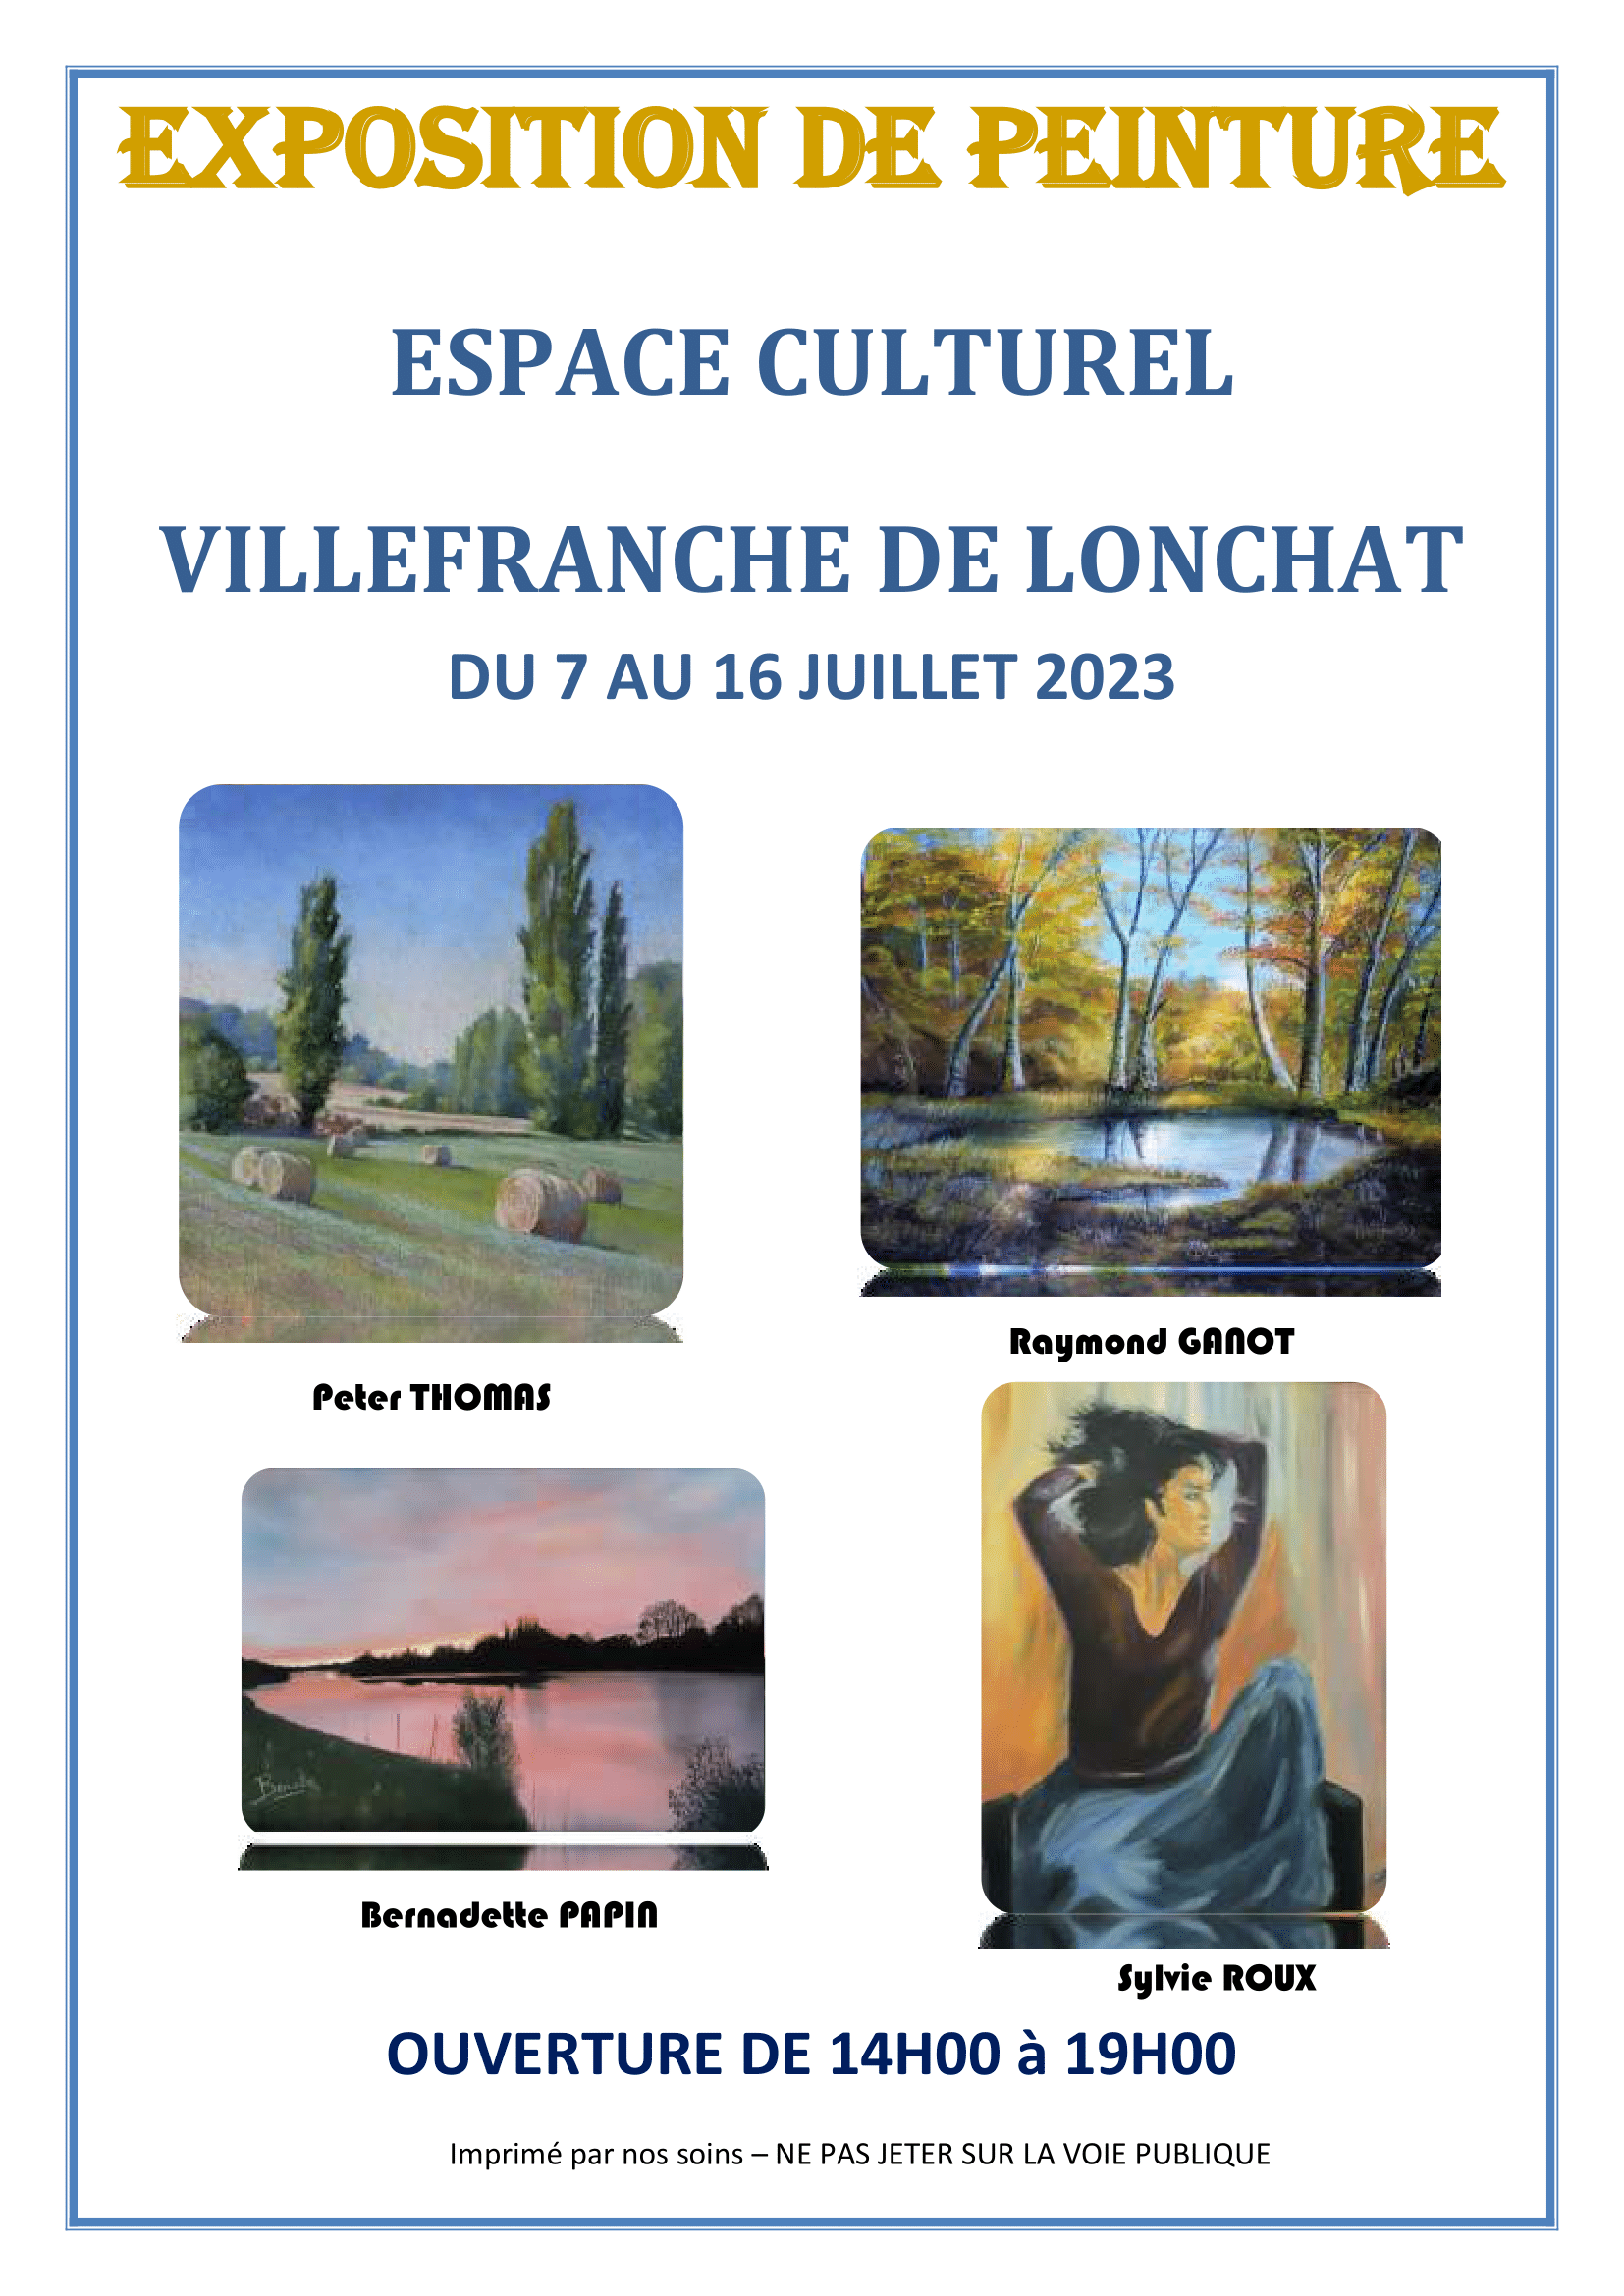 EXPOSITION DE PEINTURE
ESPACE CULTUREL
VILLEFRANCHE DE LONCHAT
DU 7 AU 16 JUILLET 2023
Raymond GANOT
Peter THOMAS
Bernadette PAPIN
Sylvie ROUX
OUVERTURE DE 14H00 à 19H00
Imprimé par nos soins – NE PAS JETER SUR LA VOIE PUBLIQUE